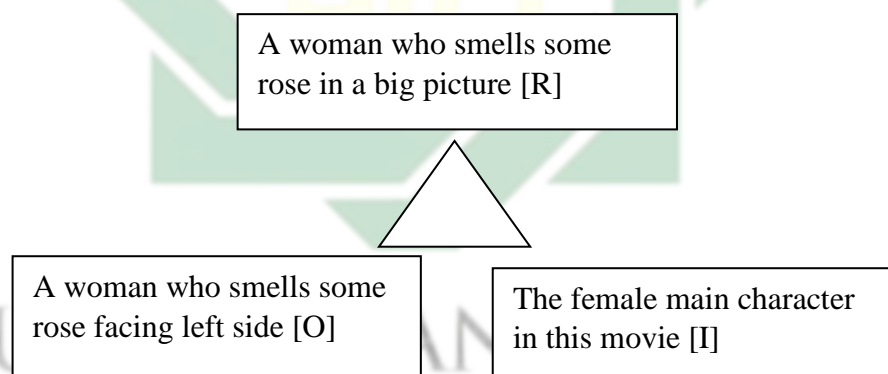 A woman who smells some
rose in a big picture [R]
A woman who smells some
rose facing left side [O]
The female main character
in this movie [I]